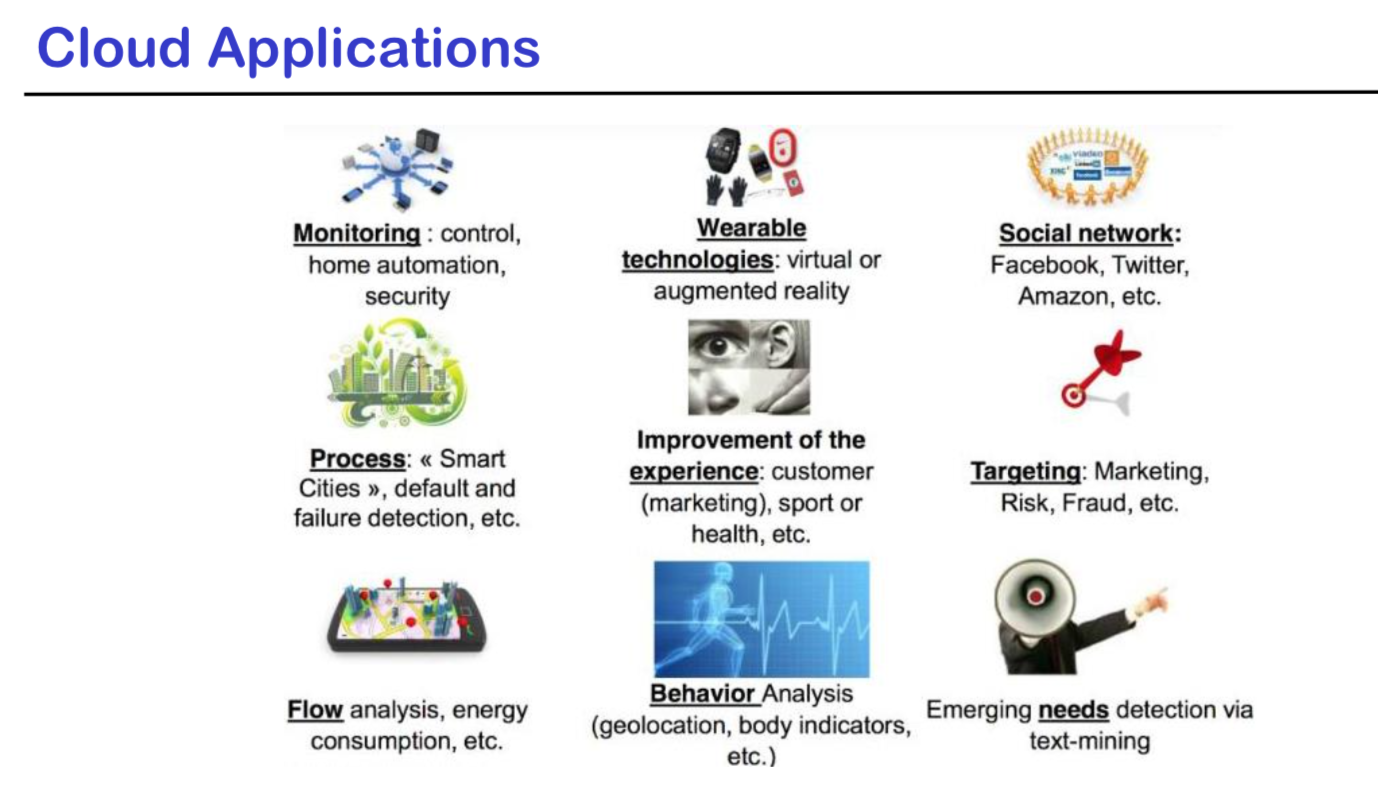 Cloud Applications
viadeo
LinkedIn
XING
Facebook
Monitoring : control,
home automation,
security
Wearable
technologies: virtual or
augmented reality
Social network:
Facebook, Twitter,
Amazon, etc.
Process: « Smart
Cities », default and
failure detection, etc.
Improvement of the
experience: customer
(marketing), sport or
health, etc.
Targeting: Marketing,
Risk, Fraud, etc.
Flow analysis, energy
consumption, etc.
Behavior Analysis
(geolocation, body indicators,
etc.)
Emerging needs detection via
text-mining